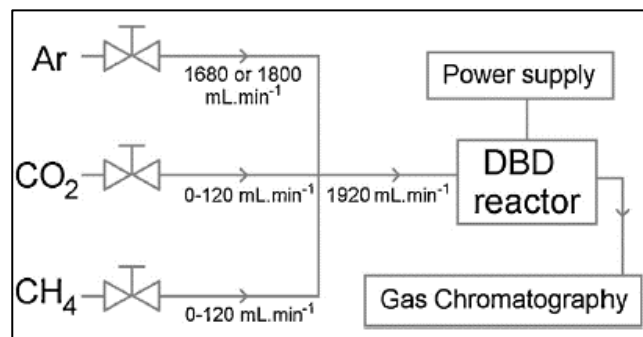 Ar
1680 or 1800
mL.min⁻¹
Power supply
CO₂
0-120 mL.min⁻¹
1920 mL.min⁻¹
DBD
reactor
CH₄
0-120 mL.min⁻¹
Gas Chromatography